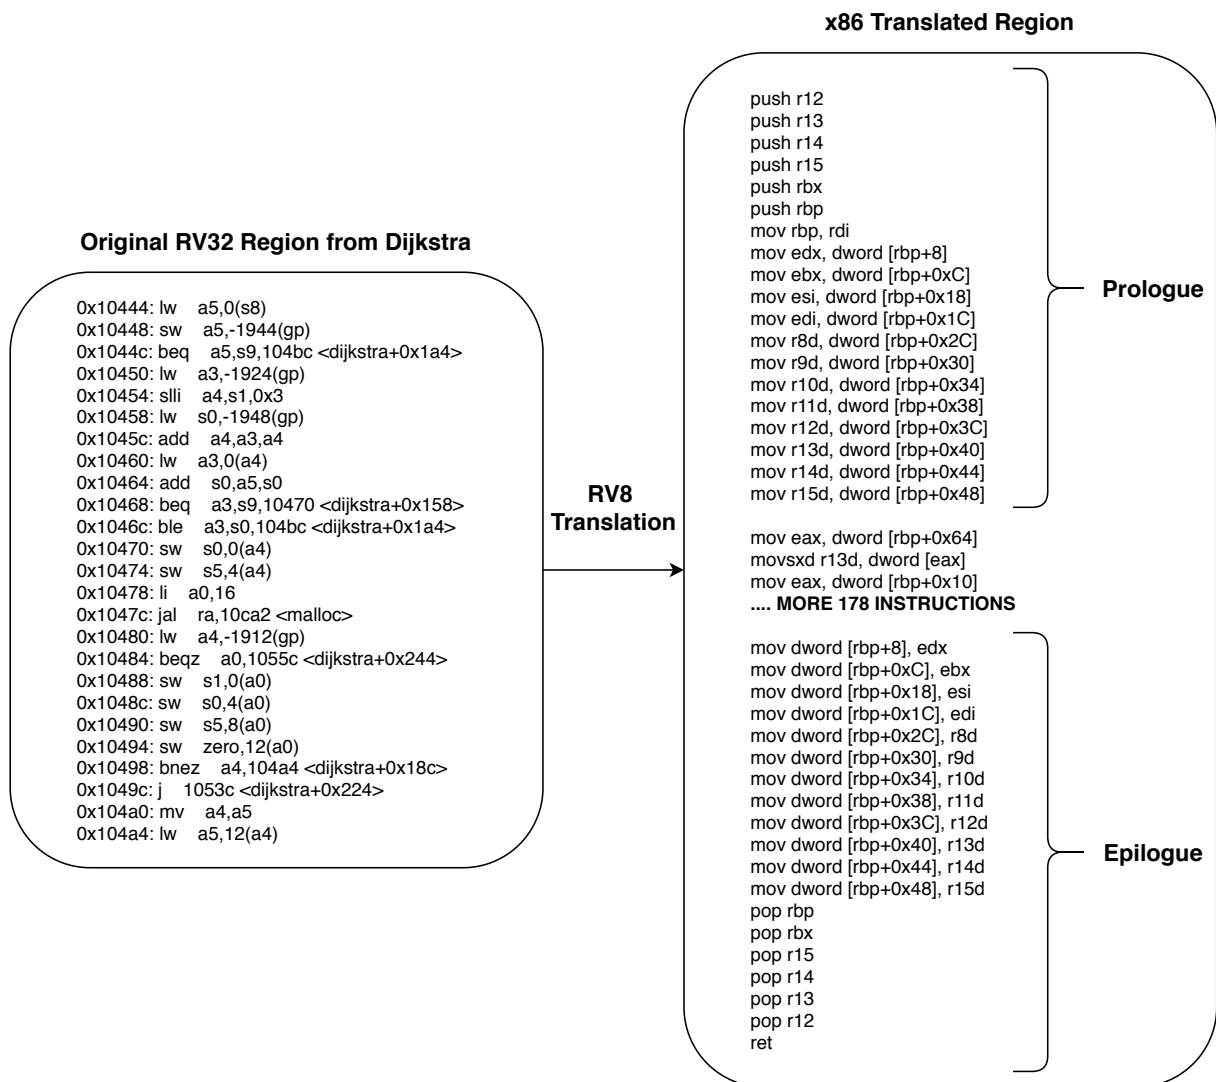 x86 Translated Region
push r12
push r13
push r14
push r15
push rbx
push rbp
mov rbp, rdi
mov edx, dword [rbp+8]
mov ebx, dword [rbp+0xC]
mov esi, dword [rbp+0x18]
mov edi, dword [rbp+0x1C]
mov r8d, dword [rbp+0x2C]
mov r9d, dword [rbp+0x30]
mov r10d, dword [rbp+0x34]
mov r11d, dword [rbp+0x38]
mov r12d, dword [rbp+0x3C]
mov r13d, dword [rbp+0x40]
mov r14d, dword [rbp+0x44]
mov r15d, dword [rbp+0x48]
Prologue
mov eax, dword [rbp+0x64]
movsxd r13d, dword [eax]
mov eax, dword [rbp+0x10]
.... MORE 178 INSTRUCTIONS
mov dword [rbp+8], edx
mov dword [rbp+0xC], ebx
mov dword [rbp+0x18], esi
mov dword [rbp+0x1C], edi
mov dword [rbp+0x2C], r8d
mov dword [rbp+0x30], r9d
mov dword [rbp+0x34], r10d
mov dword [rbp+0x38], r11d
mov dword [rbp+0x3C], r12d
mov dword [rbp+0x40], r13d
mov dword [rbp+0x44], r14d
mov dword [rbp+0x48], r15d
pop rbp
pop rbx
pop r15
pop r14
pop r13
pop r12
ret
Epilogue
Original RV32 Region from Dijkstra
0x10444: lw a5,0(s8)
0x10448: sw a5,-1944(gp)
0x1044c: beq a5,s9,104bc <dijkstra+0x1a4>
0x10450: lw a3,-1924(gp)
0x10454: slli a4,s1,0x3
0x10458: lw s0,-1948(gp)
0x1045c: add a4,a3,a4
0x10460: lw a3,0(a4)
0x10464: add s0,a5,s0
0x10468: beq a3,s9,10470 <dijkstra+0x158>
0x1046c: ble a3,s0,104bc <dijkstra+0x1a4>
0x10470: sw s0,0(a4)
0x10474: sw s5,4(a4)
0x10478: li a0,16
0x1047c: jal ra,10ca2 <malloc>
0x10480: lw a4,-1912(gp)
0x10484: beqz a0,1055c <dijkstra+0x244>
0x10488: sw s1,0(a0)
0x1048c: sw s0,4(a0)
0x10490: sw s5,8(a0)
0x10494: sw zero,12(a0)
0x10498: bnez a4,104a4 <dijkstra+0x18c>
0x1049c: j 1053c <dijkstra+0x224>
0x104a0: mv a4,a5
0x104a4: lw a5,12(a4)
RV8
Translation